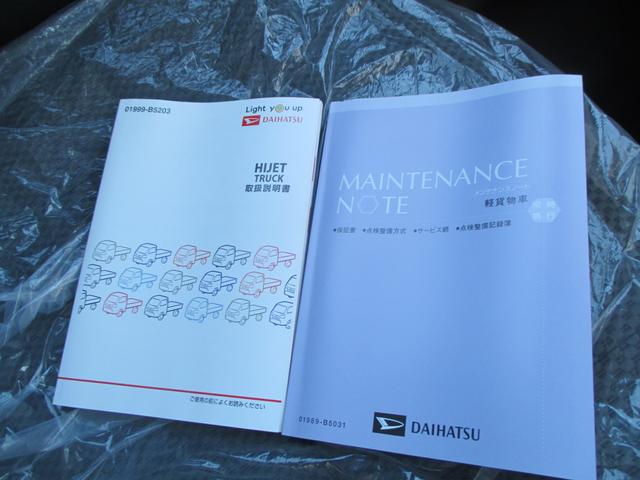 01999-B5203
Light you up
DAIHATSU
HIJET
TRUCK
取扱説明書
ご使用の前によくお読みください
MAINTENANCE
NOTE
メンテナンスノート
軽貨物車
•保証書 •点検整備方式 •サービス網 •点検整備記録簿
01989-B5031
DAIHATSU